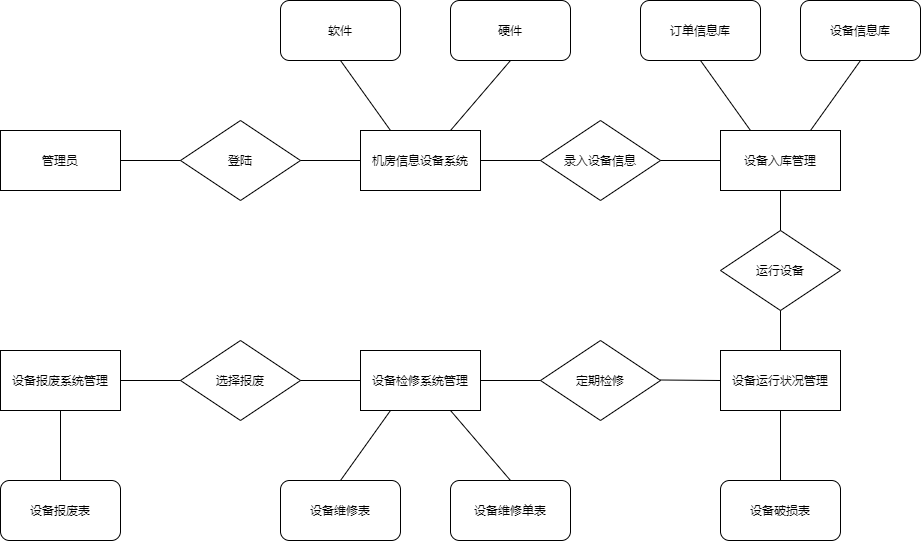 软件
硬件
订单信息库
设备信息库
管理员
登陆
机房信息设备系统
录入设备信息
设备入库管理
运行设备
设备报废系统管理
选择报废
设备检修系统管理
定期检修
设备运行状况管理
设备报废表
设备维修表
设备维修单表
设备破损表